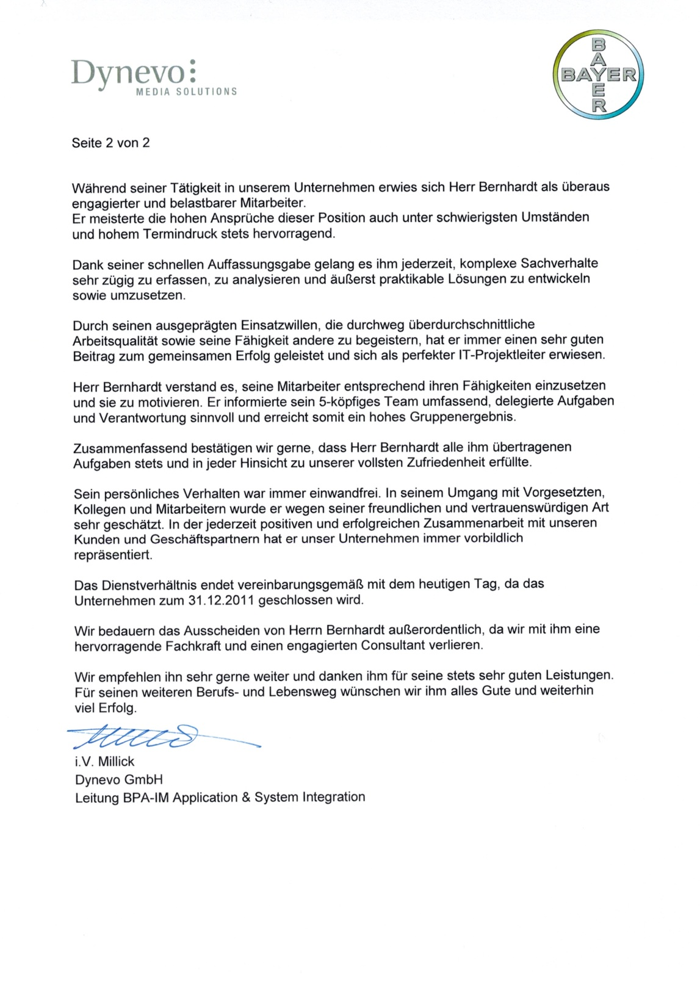 Dynevo
MEDIA SOLUTIONS
BAYER
BAYER
Seite 2 von 2
Während seiner Tätigkeit in unserem Unternehmen erwies sich Herr Bernhardt als überaus
engagierter und belastbarer Mitarbeiter.
Er meisterte die hohen Ansprüche dieser Position auch unter schwierigsten Umständen
und hohem Termindruck stets hervorragend.
Dank seiner schnellen Auffassungsgabe gelang es ihm jederzeit, komplexe Sachverhalte
sehr zügig zu erfassen, zu analysieren und äußerst praktikable Lösungen zu entwickeln
sowie umzusetzen.
Durch seinen ausgeprägten Einsatzwillen, die durchweg überdurchschnittliche
Arbeitsqualität sowie seine Fähigkeit andere zu begeistern, hat er immer einen sehr guten
Beitrag zum gemeinsamen Erfolg geleistet und sich als perfekter IT-Projektleiter erwiesen.
Herr Bernhardt verstand es, seine Mitarbeiter entsprechend ihren Fähigkeiten einzusetzen
und sie zu motivieren. Er informierte sein 5-köpfiges Team umfassend, delegierte Aufgaben
und Verantwortung sinnvoll und erreicht somit ein hohes Gruppenergebnis.
Zusammenfassend bestätigen wir gerne, dass Herr Bernhardt alle ihm übertragenen
Aufgaben stets und in jeder Hinsicht zu unserer vollsten Zufriedenheit erfüllte.
Sein persönliches Verhalten war immer einwandfrei. In seinem Umgang mit Vorgesetzten,
Kollegen und Mitarbeitern wurde er wegen seiner freundlichen und vertrauenswürdigen Art
sehr geschätzt. In der jederzeit positiven und erfolgreichen Zusammenarbeit mit unseren
Kunden und Geschäftspartnern hat er unser Unternehmen immer vorbildlich
repräsentiert.
Das Dienstverhältnis endet vereinbarungsgemäß mit dem heutigen Tag, da das
Unternehmen zum 31.12.2011 geschlossen wird.
Wir bedauern das Ausscheiden von Herrn Bernhardt außerordentlich, da wir mit ihm eine
hervorragende Fachkraft und einen engagierten Consultant verlieren.
Wir empfehlen ihn sehr gerne weiter und danken ihm für seine stets sehr guten Leistungen.
Für seinen weiteren Berufs- und Lebensweg wünschen wir ihm alles Gute und weiterhin
viel Erfolg.
i.V. Millick
Dynevo GmbH
Leitung BPA-IM Application & System Integration